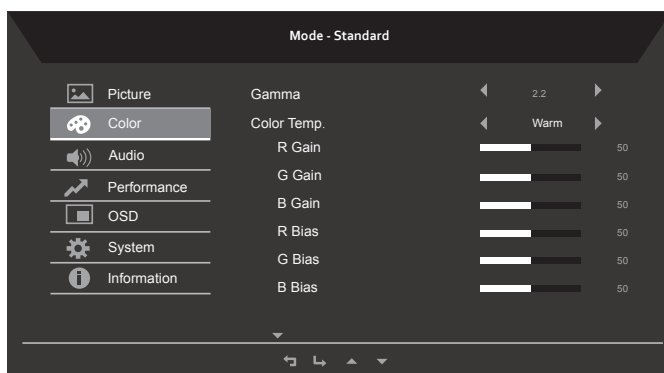 Mode - Standard
Picture
Color
Audio
Performance
OSD
System
Information
Gamma 2.2
Color Temp. Warm
R Gain 50
G Gain 50
B Gain 50
R Bias 50
G Bias 50
B Bias 50